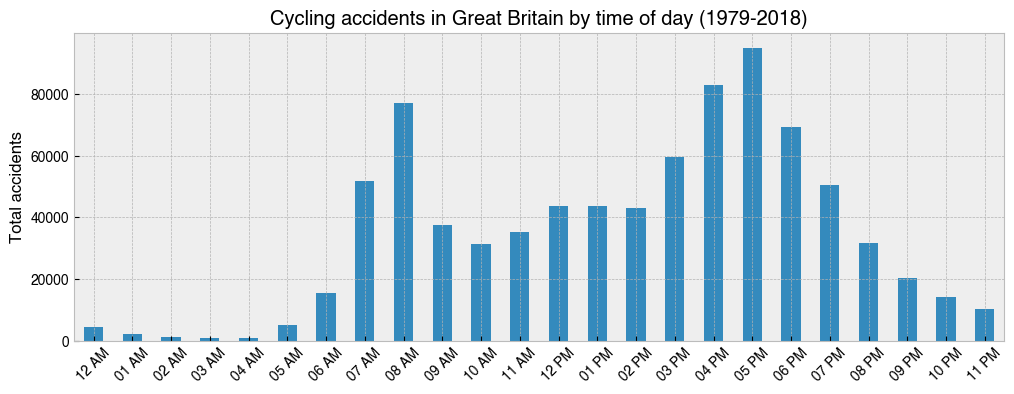 Cycling accidents in Great Britain by time of day (1979-2018)
Total accidents
80000
60000
40000
20000
0
12 AM
01 AM
02 AM
03 AM
04 AM
05 AM
06 AM
07 AM
08 AM
09 AM
10 AM
11 AM
12 PM
01 PM
02 PM
03 PM
04 PM
05 PM
06 PM
07 PM
08 PM
09 PM
10 PM
11 PM